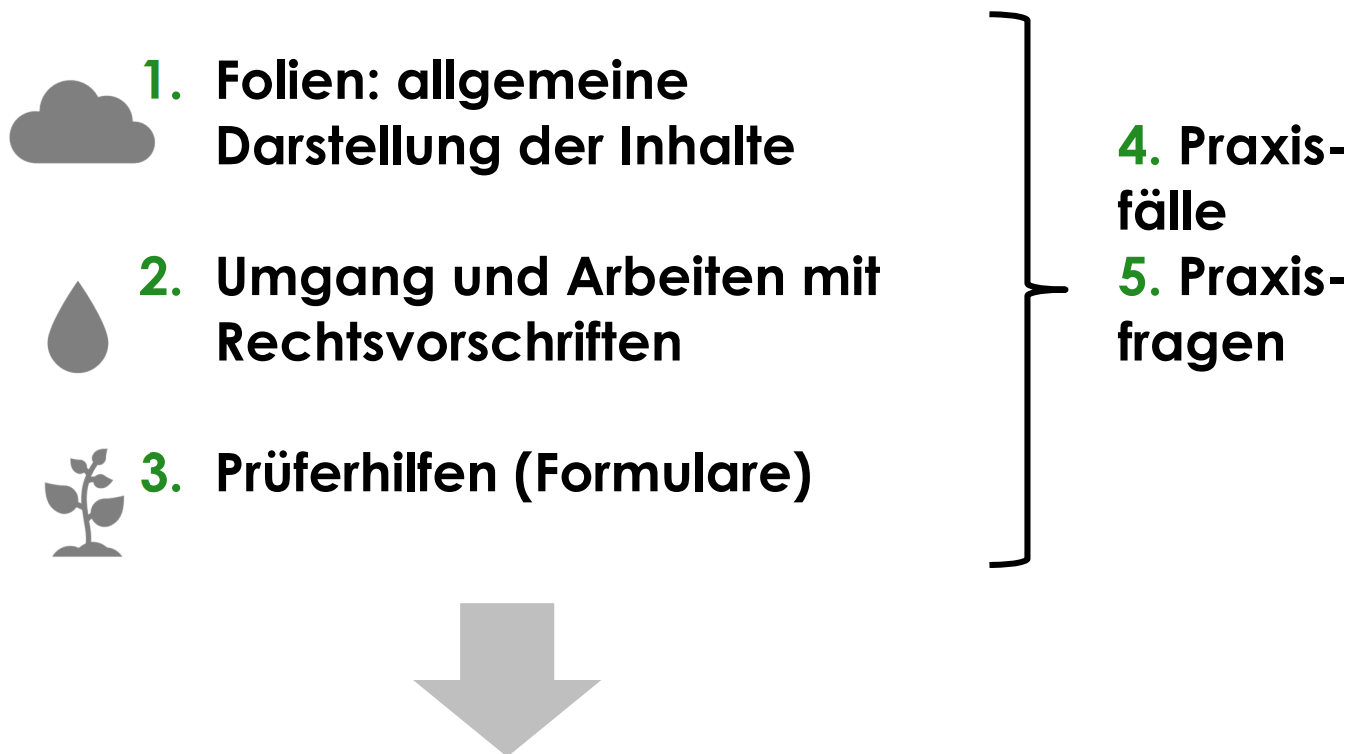 1. Folien: allgemeine
Darstellung der Inhalte
2. Umgang und Arbeiten mit
Rechtsvorschriften
3. Prüferhilfen (Formulare)
4. Praxis-
fälle
5. Praxis-
fragen